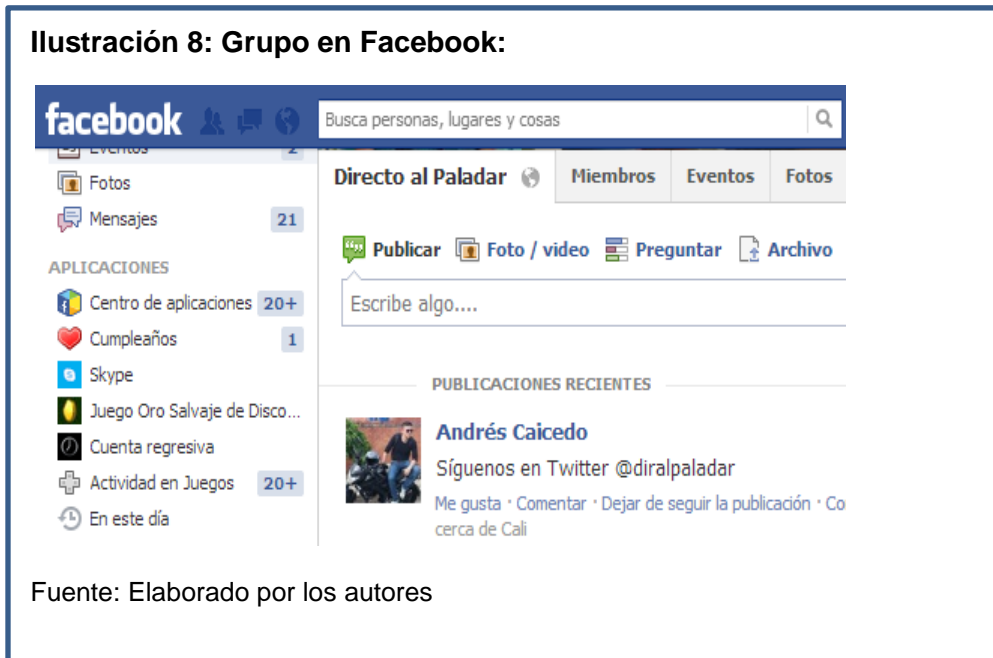 Ilustración 8: Grupo en Facebook:
facebook
Busca personas, lugares y cosas
Eventos 2
Fotos
Mensajes 21
APLICACIONES
Centro de aplicaciones 20+
Cumpleaños 1
Skype
Juego Oro Salvaje de Disco...
Cuenta regresiva
Actividad en Juegos 20+
En este día
Directo al Paladar Miembros Eventos Fotos
Publicar Foto / video Preguntar Archivo
Escribe algo....
PUBLICACIONES RECIENTES
Andrés Caicedo
Síguenos en Twitter @diralpaladar
Me gusta · Comentar · Dejar de seguir la publicación · Co
cerca de Cali
Fuente: Elaborado por los autores